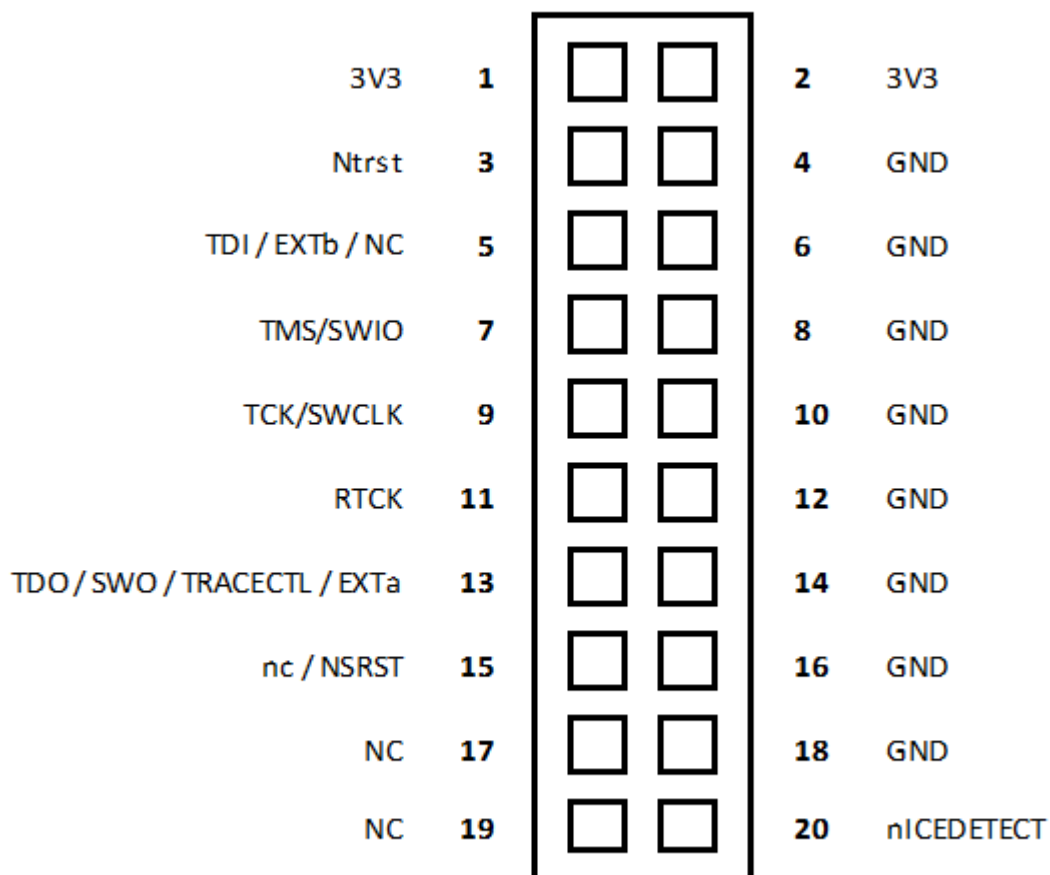 3V3 1 2 3V3
Ntrst 3 4 GND
TDI / EXTb / NC 5 6 GND
TMS/SWIO 7 8 GND
TCK/SWCLK 9 10 GND
RTCK 11 12 GND
TDO / SWO / TRACECTL / EXTa 13 14 GND
nc / NSRST 15 16 GND
NC 17 18 GND
NC 19 20 nICEDETECT